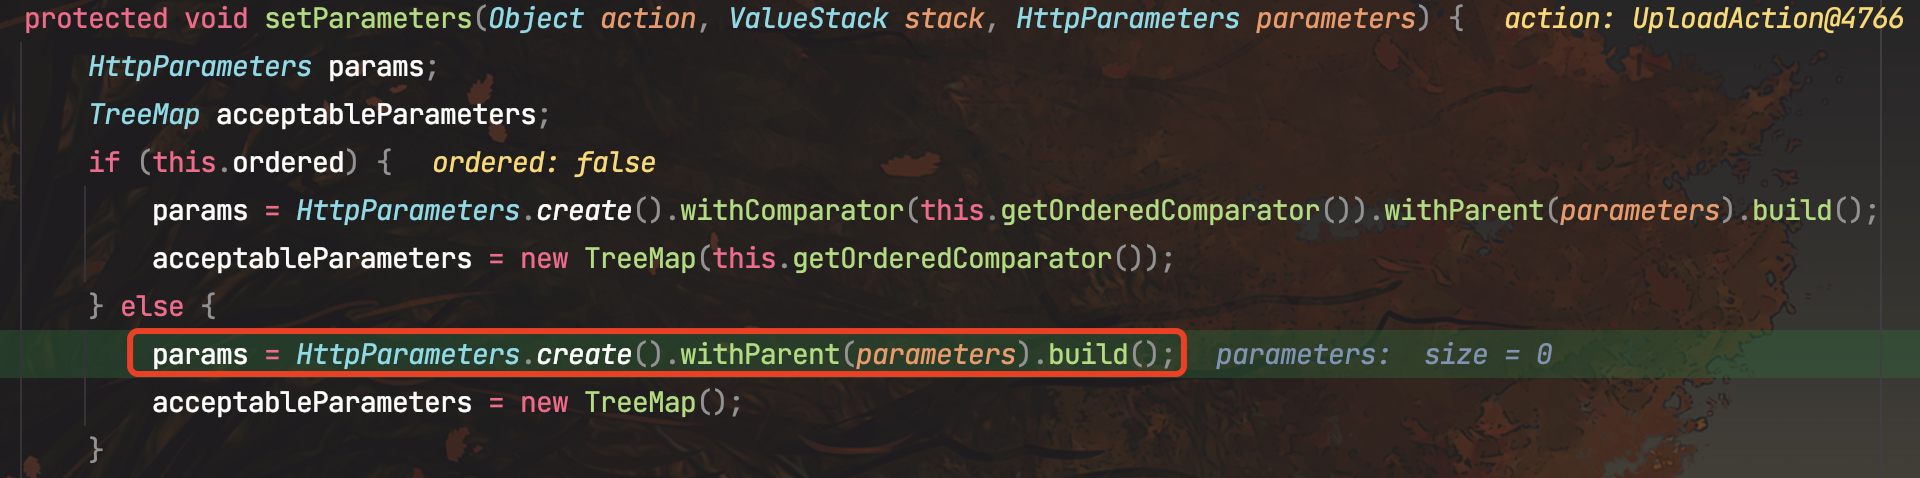 protected void setParameters(Object action, ValueStack stack, HttpParameters parameters) {  action: UploadAction@4766
HttpParameters params;
TreeMap acceptableParameters;
if (this.ordered) {  ordered: false
params = HttpParameters.create().withComparator(this.getOrderedComparator()).withParent(parameters).build();
acceptableParameters = new TreeMap(this.getOrderedComparator());
} else {
params = HttpParameters.create().withParent(parameters).build();  parameters:  size = 0
acceptableParameters = new TreeMap();
}